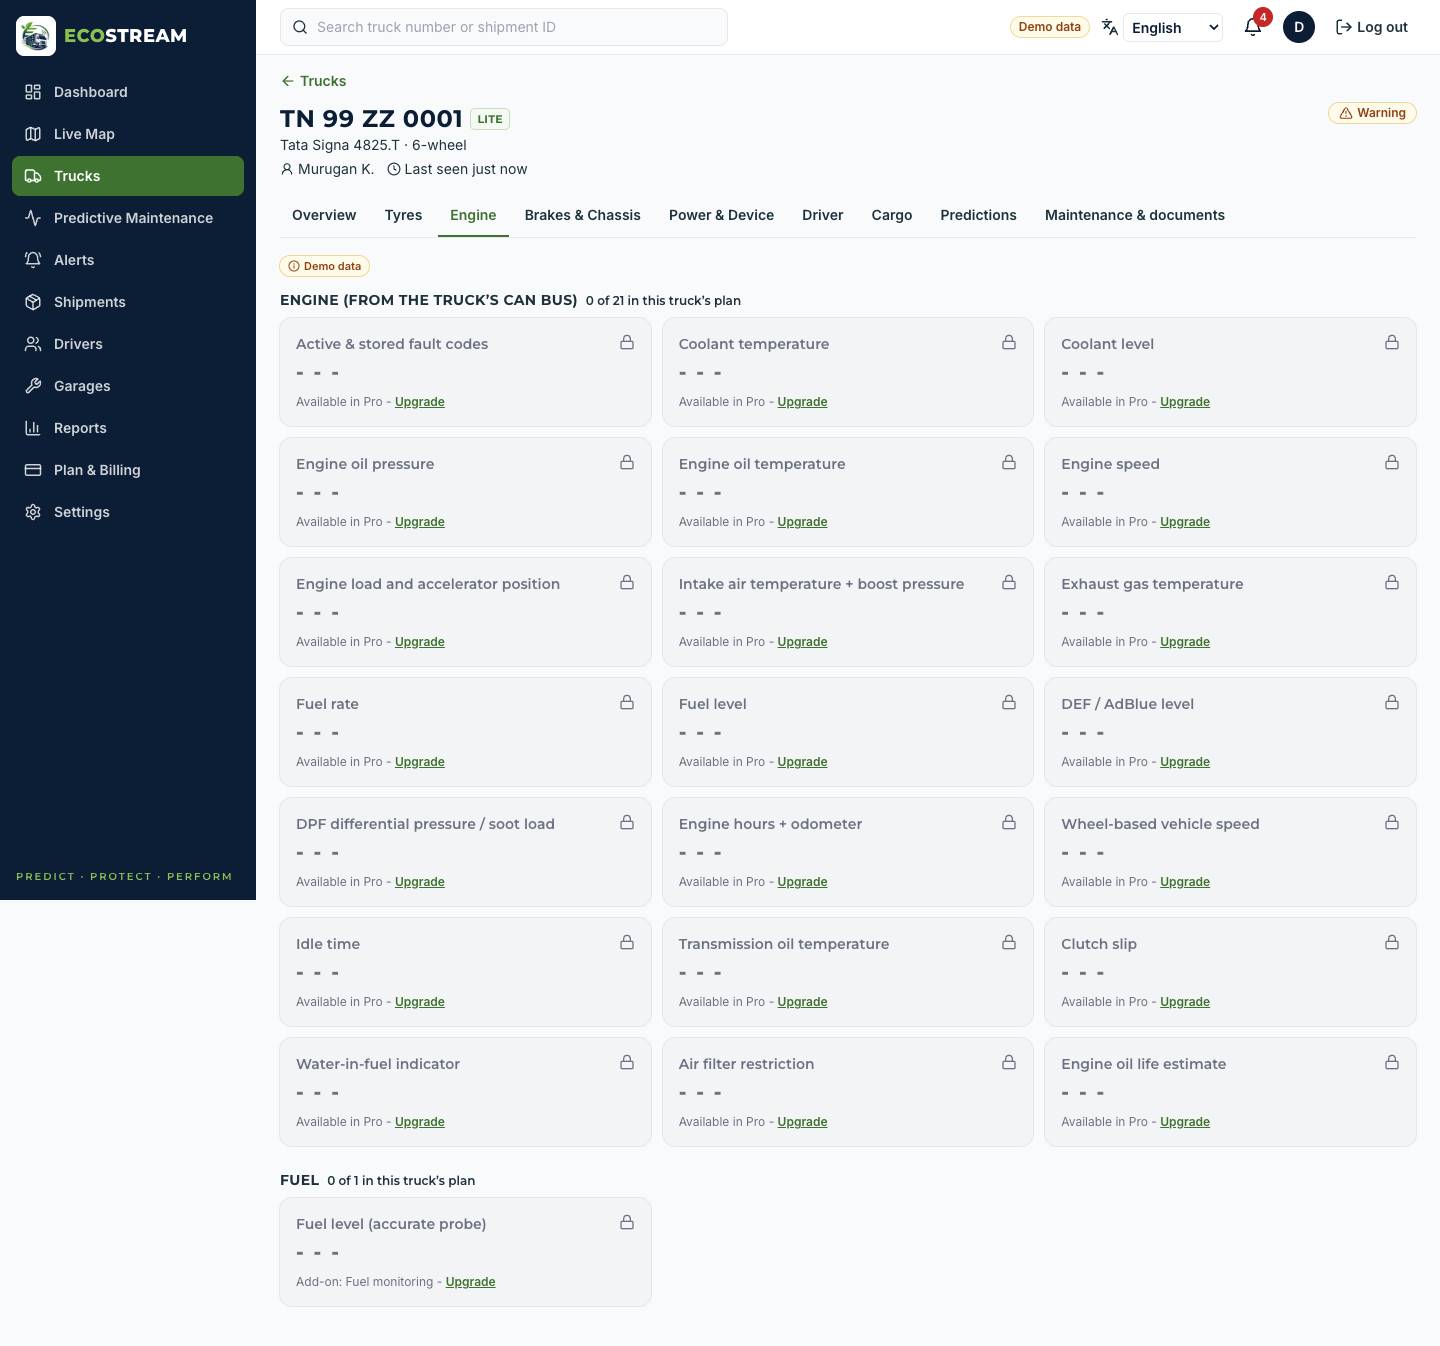 ECOSTREAM
Search truck number or shipment ID
Demo data
English
4
D
Log out
Dashboard
Live Map
Trucks
Predictive Maintenance
Alerts
Shipments
Drivers
Garages
Reports
Plan & Billing
Settings
PREDICT · PROTECT · PERFORM
Trucks
TN 99 ZZ 0001 LITE
Warning
Tata Signa 4825.T · 6-wheel
Murugan K. Last seen just now
Overview Tyres Engine Brakes & Chassis Power & Device Driver Cargo Predictions Maintenance & documents
Demo data
ENGINE (FROM THE TRUCK’S CAN BUS) 0 of 21 in this truck’s plan
Active & stored fault codes
- - -
Available in Pro - Upgrade
Coolant temperature
- - -
Available in Pro - Upgrade
Coolant level
- - -
Available in Pro - Upgrade
Engine oil pressure
- - -
Available in Pro - Upgrade
Engine oil temperature
- - -
Available in Pro - Upgrade
Engine speed
- - -
Available in Pro - Upgrade
Engine load and accelerator position
- - -
Available in Pro - Upgrade
Intake air temperature + boost pressure
- - -
Available in Pro - Upgrade
Exhaust gas temperature
- - -
Available in Pro - Upgrade
Fuel rate
- - -
Available in Pro - Upgrade
Fuel level
- - -
Available in Pro - Upgrade
DEF / AdBlue level
- - -
Available in Pro - Upgrade
DPF differential pressure / soot load
- - -
Available in Pro - Upgrade
Engine hours + odometer
- - -
Available in Pro - Upgrade
Wheel-based vehicle speed
- - -
Available in Pro - Upgrade
Idle time
- - -
Available in Pro - Upgrade
Transmission oil temperature
- - -
Available in Pro - Upgrade
Clutch slip
- - -
Available in Pro - Upgrade
Water-in-fuel indicator
- - -
Available in Pro - Upgrade
Air filter restriction
- - -
Available in Pro - Upgrade
Engine oil life estimate
- - -
Available in Pro - Upgrade
FUEL 0 of 1 in this truck’s plan
Fuel level (accurate probe)
- - -
Add-on: Fuel monitoring - Upgrade